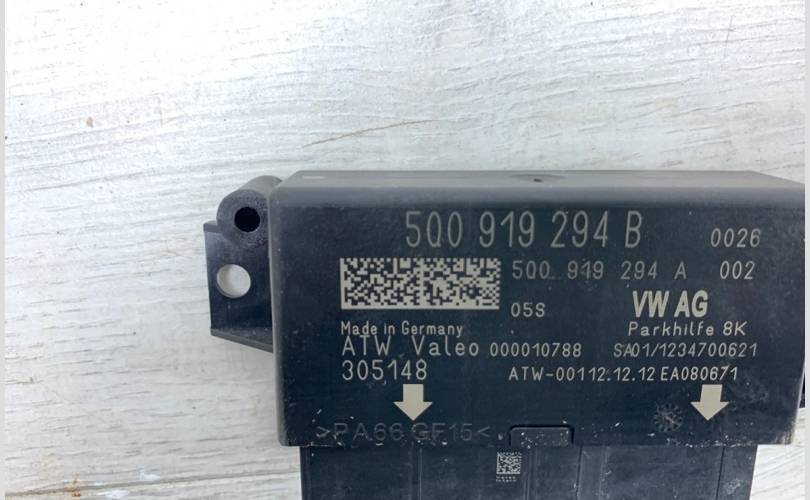 5Q0 919 294 B 0026
5Q0 919 294 A 002
05S VW AG
Made in Germany Parkhilfe 8K
ATW Valeo 000010788 SA01/1234700621
305148 ATW-00112.12.12 EA080671
>PA66 GF15<